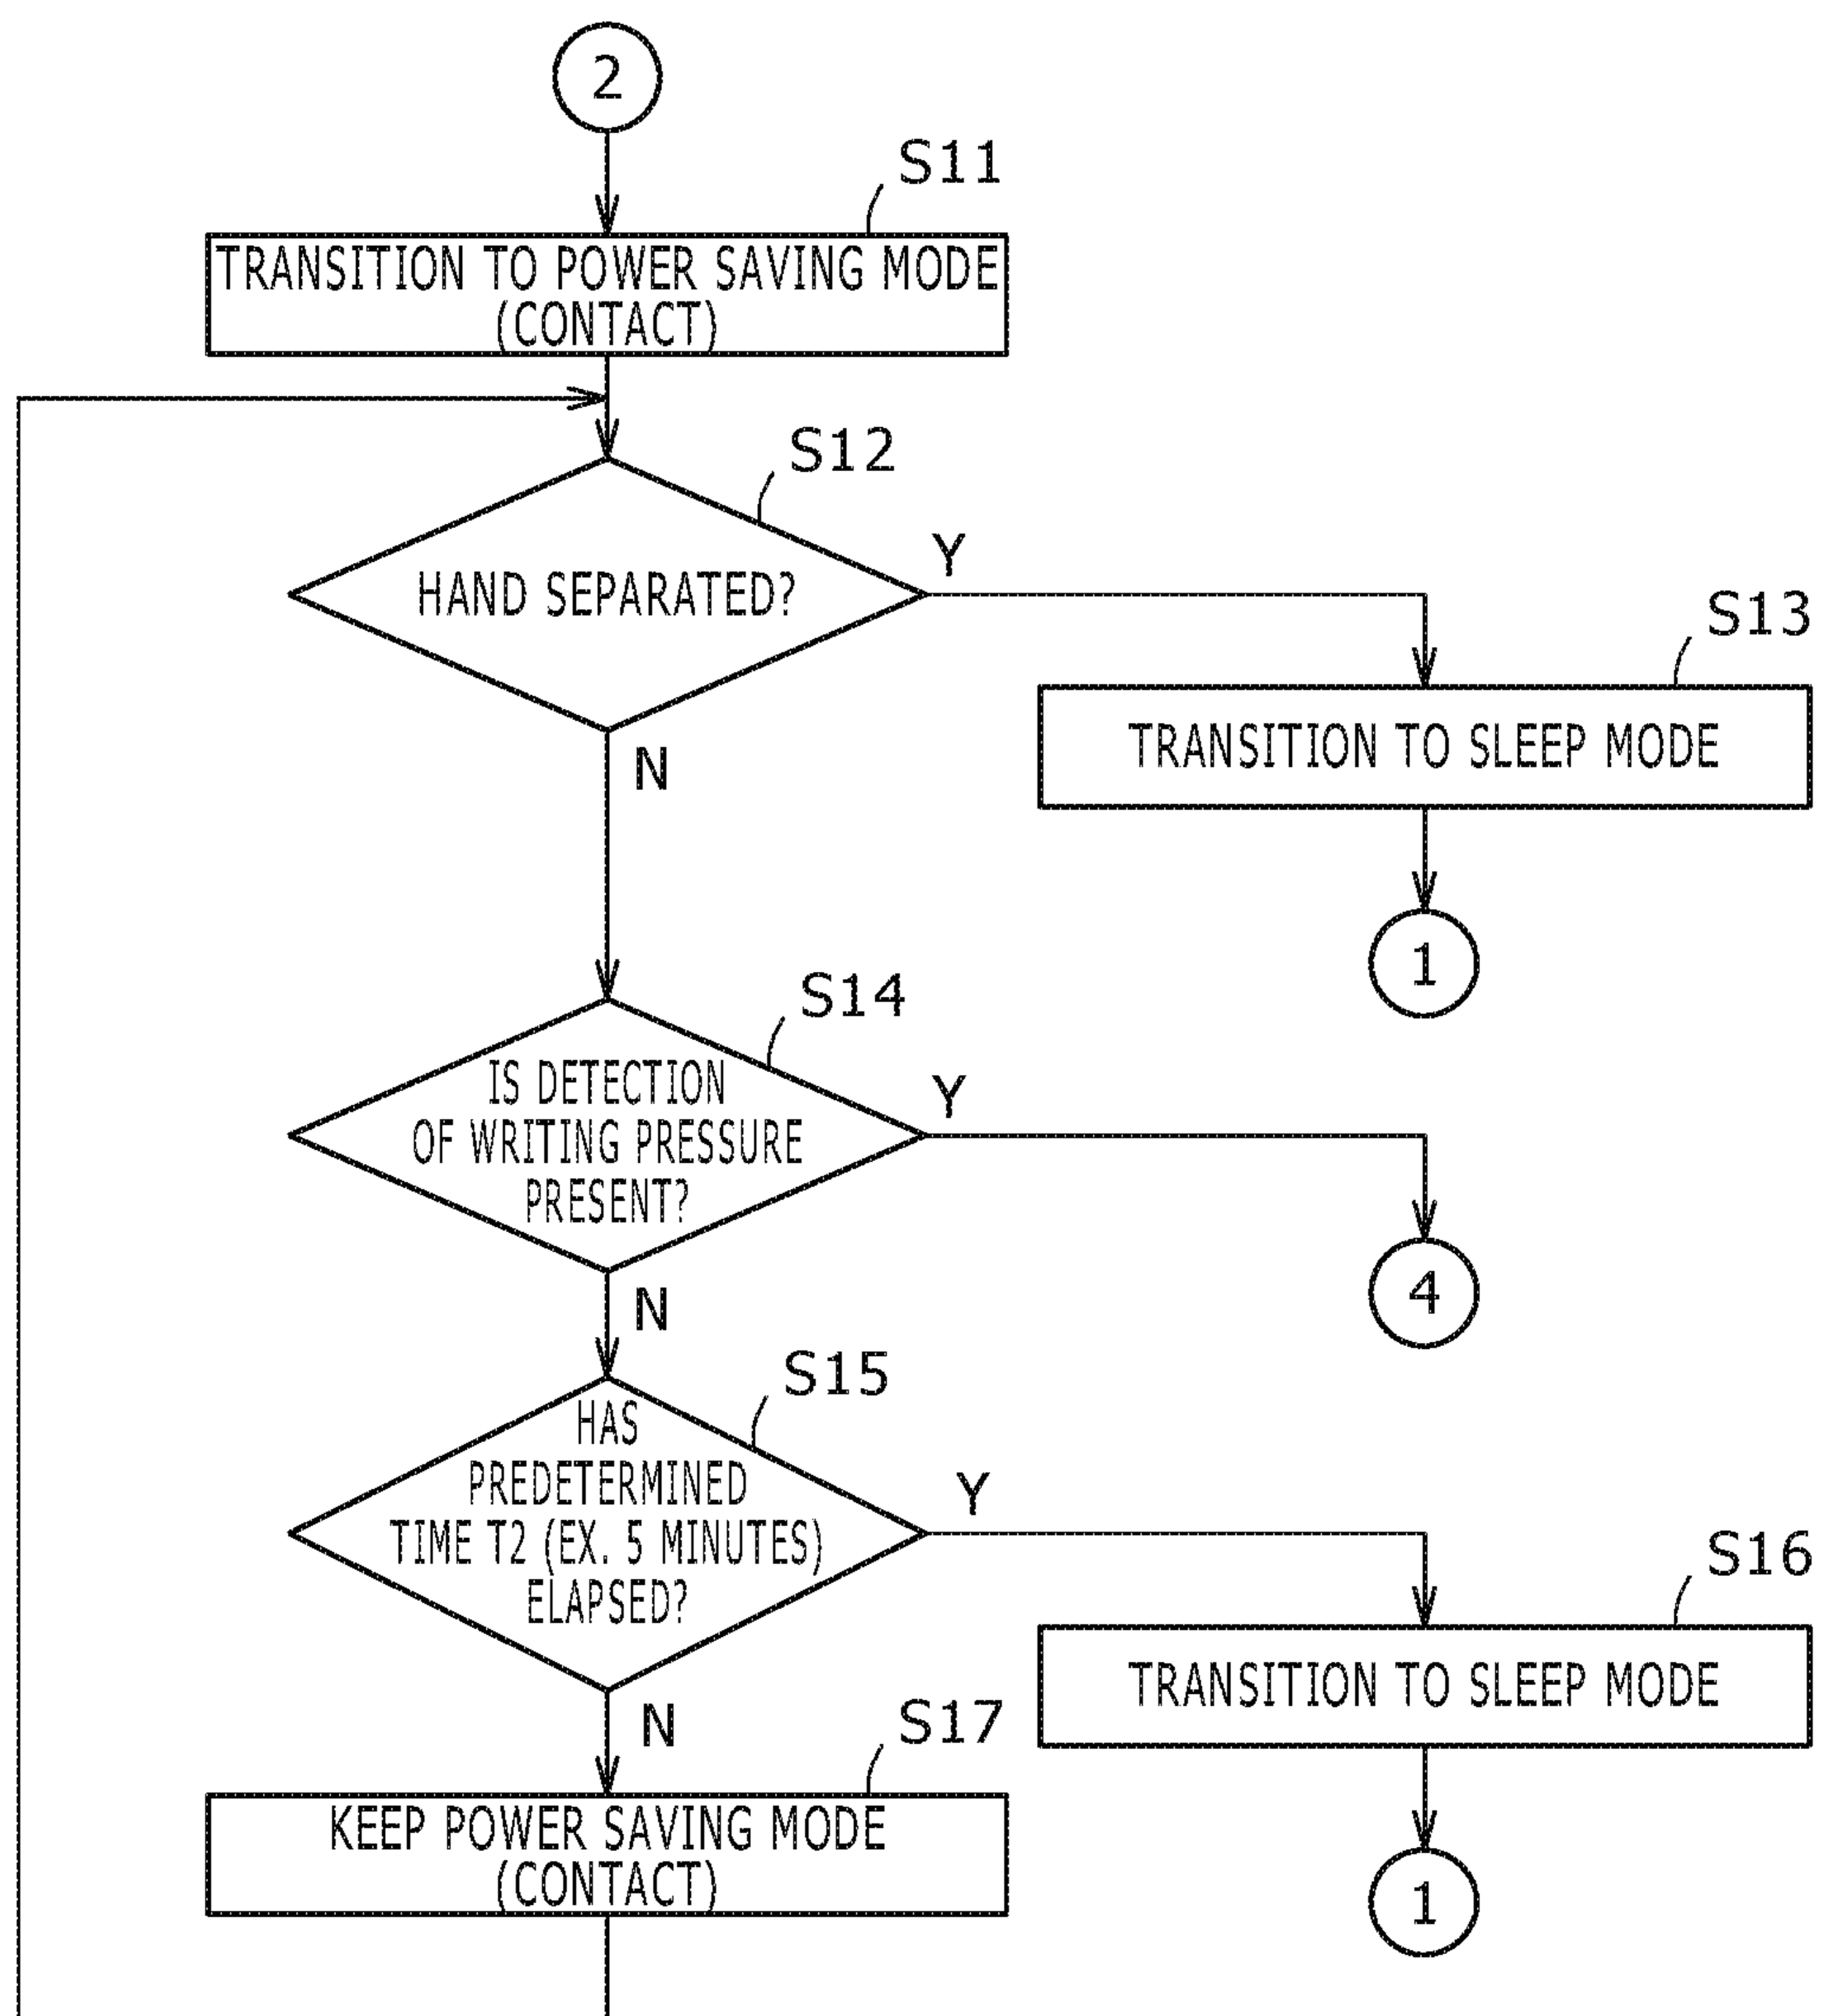 2
S11
TRANSITION TO POWER SAVING MODE
(CONTACT)
S12
HAND SEPARATED?
Y
N
S13
TRANSITION TO SLEEP MODE
1
S14
IS DETECTION
OF WRITING PRESSURE
PRESENT?
Y
N
4
S15
HAS
PREDETERMINED
TIME T2 (EX. 5 MINUTES)
ELAPSED?
Y
N
S16
TRANSITION TO SLEEP MODE
1
S17
KEEP POWER SAVING MODE
(CONTACT)